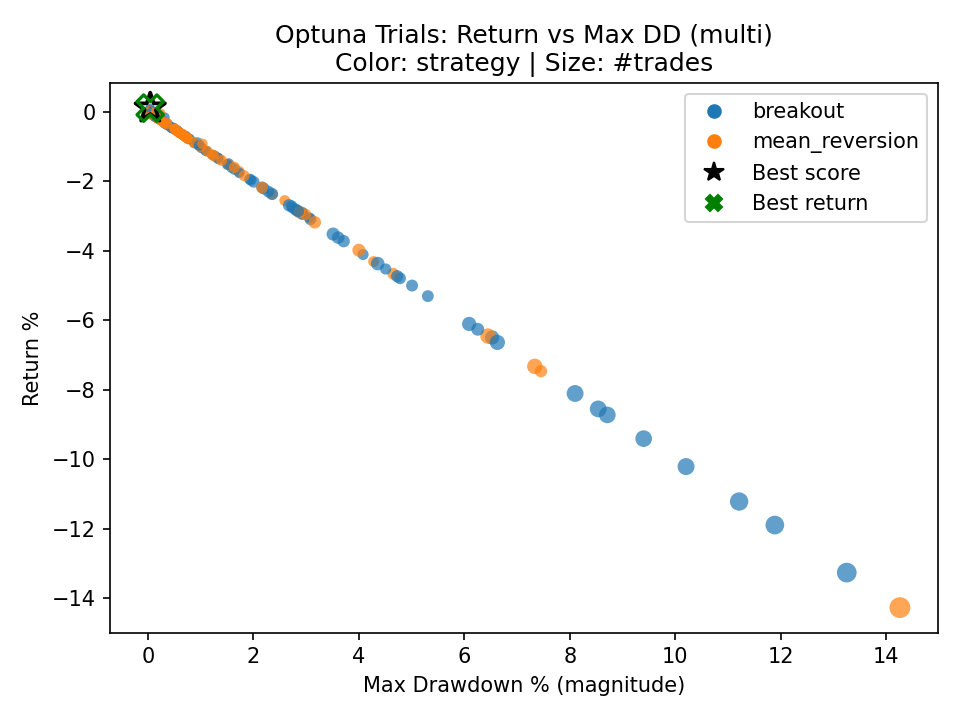 Optuna Trials: Return vs Max DD (multi)
Color: strategy | Size: #trades
breakout
mean_reversion
Best score
Best return
0
−2
−4
−6
−8
−10
−12
−14
Return %
0 2 4 6 8 10 12 14
Max Drawdown % (magnitude)